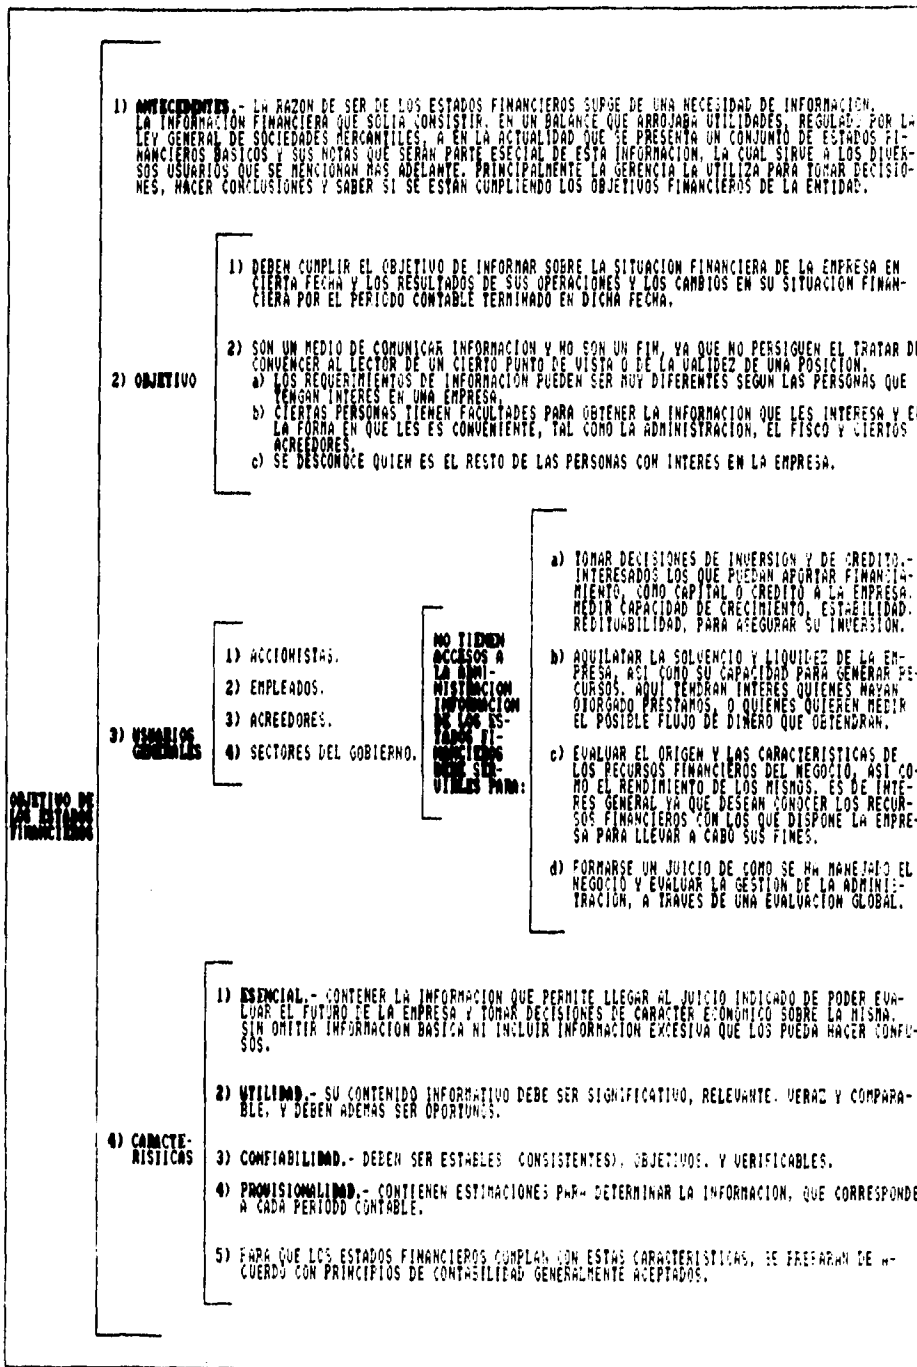 1) ANTECEDENTES.- LA RAZON DE SER DE LOS ESTADOS FINANCIEROS SURGE DE UNA NECESIDAD DE INFORMACION.
LA INFORMACION FINANCIERA QUE SOLIA CONSISTIR, EN UN BALANCE QUE ARROJABA UTILIDADES, REGULADO POR LA
LEY GENERAL DE SOCIEDADES MERCANTILES, A EN LA ACTUALIDAD QUE SE PRESENTA UN CONJUNTO DE ESTADOS FI-
NANCIEROS BASICOS Y SUS NOTAS QUE SERAN PARTE ESECIAL DE ESTA INFORMACION, LA CUAL SIRVE A LOS DIVER-
SOS USUARIOS QUE SE MENCIONAN MAS ADELANTE. PRINCIPALMENTE LA GERENCIA LA UTILIZA PARA TOMAR DECISIO-
NES, HACER CONCLUSIONES Y SABER SI SE ESTAN CUMPLIENDO LOS OBJETIVOS FINANCIEROS DE LA ENTIDAD.
2) OBJETIVO
1) DEBEN CUMPLIR EL OBJETIVO DE INFORMAR SOBRE LA SITUACION FINANCIERA DE LA EMPRESA EN
CIERTA FECHA Y LOS RESULTADOS DE SUS OPERACIONES Y LOS CAMBIOS EN SU SITUACION FINAN-
CIERA POR EL PERIODO CONTABLE TERMINADO EN DICHA FECHA.
2) SON UN MEDIO DE COMUNICAR INFORMACION Y NO SON UN FIN, YA QUE NO PERSIGUEN EL TRATAR DE
CONVENCER AL LECTOR DE UN CIERTO PUNTO DE VISTA O DE LA VALIDEZ DE UNA POSICION.
a) LOS REQUERIMIENTOS DE INFORMACION PUEDEN SER MUY DIFERENTES SEGUN LAS PERSONAS QUE
TENGAN INTERES EN UNA EMPRESA.
b) CIERTAS PERSONAS TIENEN FACULTADES PARA OBTENER LA INFORMACION QUE LES INTERESA Y EN
LA FORMA EN QUE LES ES CONVENIENTE, TAL COMO LA ADMINISTRACION, EL FISCO Y CIERTOS
ACREEDORES.
c) SE DESCONOCE QUIEN ES EL RESTO DE LAS PERSONAS CON INTERES EN LA EMPRESA.
OBJETIVO DE
LOS ESTADOS
FINANCIEROS
3) USUARIOS
GENERALES
1) ACCIONISTAS.
2) EMPLEADOS.
3) ACREEDORES.
4) SECTORES DEL GOBIERNO.
NO TIENEN
ACCESOS A
LA ADMI-
NISTRACION
INFORMACION
DE LOS ES-
TADOS FI-
NANCIEROS
DEBE SER-
VIRLES PARA:
a) TOMAR DECISIONES DE INVERSION Y DE CREDITO.-
INTERESADOS LOS QUE PUEDAN APORTAR FINANCIA-
MIENTO, COMO CAPITAL O CREDITO A LA EMPRESA.
MEDIR CAPACIDAD DE CRECIMIENTO, ESTABILIDAD.
REDITUABILIDAD, PARA ASEGURAR SU INVERSION.
b) AQUILATAR LA SOLVENCIO Y LIQUIDEZ DE LA EM-
PRESA, ASI COMO SU CAPACIDAD PARA GENERAR RE-
CURSOS. AQUI TENDRAN INTERES QUIENES HAYAN
OTORGADO PRESTAMOS, O QUIENES QUIEREN MEDIR
EL POSIBLE FLUJO DE DINERO QUE OBTENDRAN.
c) EVALUAR EL ORIGEN Y LAS CARACTERISTICAS DE
LOS RECURSOS FINANCIEROS DEL NEGOCIO, ASI CO-
MO EL RENDIMIENTO DE LOS MISMOS. ES DE INTE-
RES GENERAL YA QUE DESEAN CONOCER LOS RECUR-
SOS FINANCIEROS CON LOS QUE DISPONE LA EMPRE-
SA PARA LLEVAR A CABO SUS FINES.
d) FORMARSE UN JUICIO DE COMO SE HA MANEJADO EL
NEGOCIO Y EVALUAR LA GESTION DE LA ADMINIS-
TRACION, A TRAVES DE UNA EVALUACION GLOBAL.
4) CARACTE-
RISTICAS
1) ESENCIAL.- CONTENER LA INFORMACION QUE PERMITE LLEGAR AL JUICIO INDICADO DE PODER EVA-
LUAR EL FUTURO DE LA EMPRESA Y TOMAR DECISIONES DE CARACTER ECONOMICO SOBRE LA MISMA.
SIN OMITIR INFORMACION BASICA NI INCLUIR INFORMACION EXCESIVA QUE LOS PUEDA HACER CONFU-
SOS.
2) UTILIDAD.- SU CONTENIDO INFORMATIVO DEBE SER SIGNIFICATIVO, RELEVANTE. VERAZ Y COMPARA-
BLE, Y DEBEN ADEMAS SER OPORTUNOS.
3) CONFIABILIDAD.- DEBEN SER ESTABLES CONSISTENTES), OBJETIVOS. Y VERIFICABLES.
4) PROVISIONALIDAD.- CONTIENEN ESTIMACIONES PARA DETERMINAR LA INFORMACION, QUE CORRESPONDE
A CADA PERIODO CONTABLE.
5) PARA QUE LOS ESTADOS FINANCIEROS CUMPLAN CON ESTAS CARACTERISTICAS, SE PREPARAN DE A-
CUERDO CON PRINCIPIOS DE CONTABILIDAD GENERALMENTE ACEPTADOS.